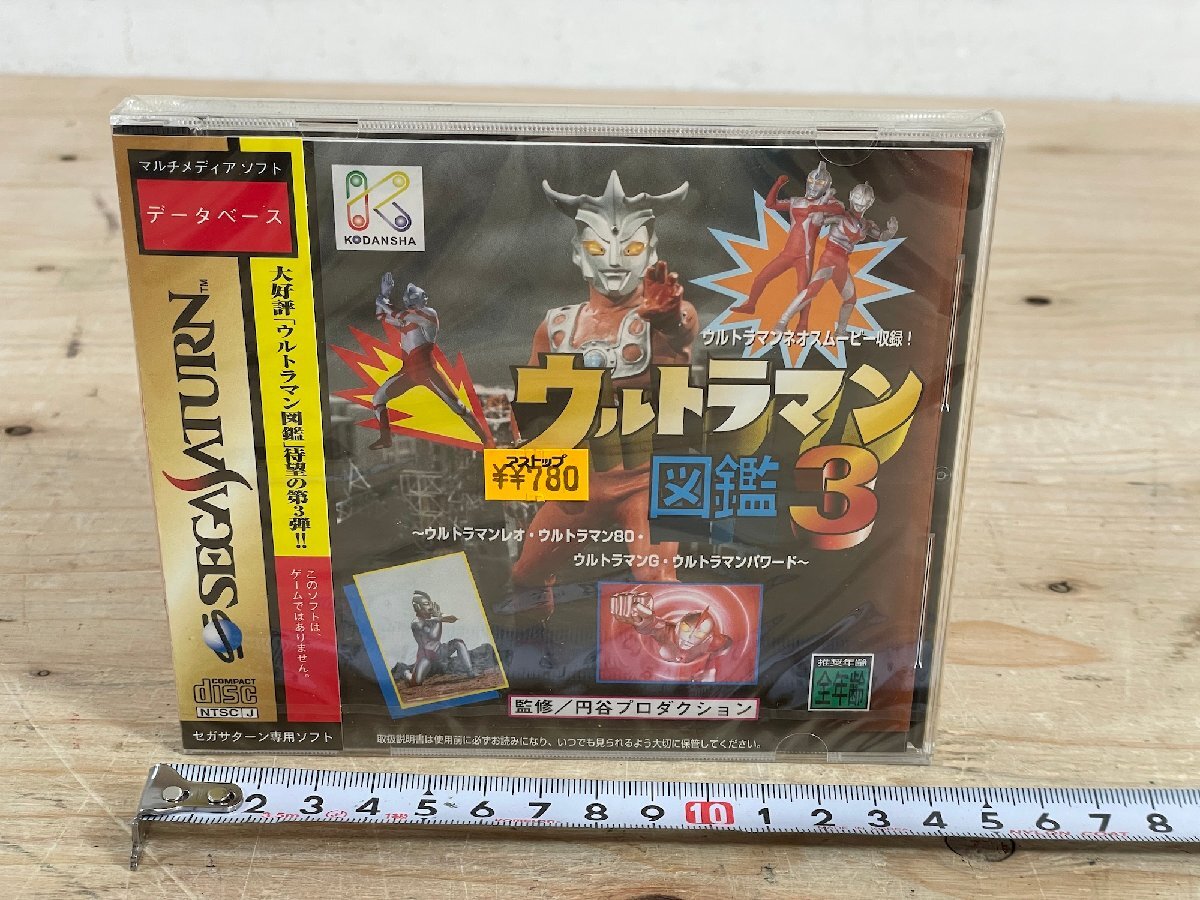 マルチメディアソフト
データベース
SEGA SATURN™
COMPACT
disc
NTSC J
セガサターン専用ソフト
大好評「ウルトラマン図鑑」待望の第3弾!!
このソフトは、
ゲームではありません。
KODANSHA
ウルトラマンネオスムービー収録!
ウルトラマン
図鑑 3
¥¥780
〜ウルトラマンレオ・ウルトラマン80・
ウルトラマンG・ウルトラマンパワード〜
推奨年齢
全年齢
監修/円谷プロダクション
取扱説明書は使用前に必ずお読みになり、いつでも見られるよう大切に保管してください。
2 3 4 5 6 7 8 9 10 1 2 3 4 5 6 7 8